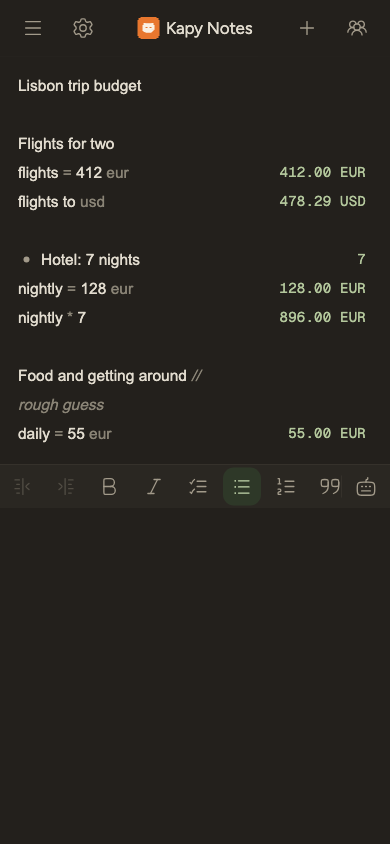 Kapy Notes
Lisbon trip budget
Flights for two
flights = 412 eur 412.00 EUR
flights to usd 478.29 USD
• Hotel: 7 nights 7
nightly = 128 eur 128.00 EUR
nightly * 7 896.00 EUR
Food and getting around //
rough guess
daily = 55 eur 55.00 EUR